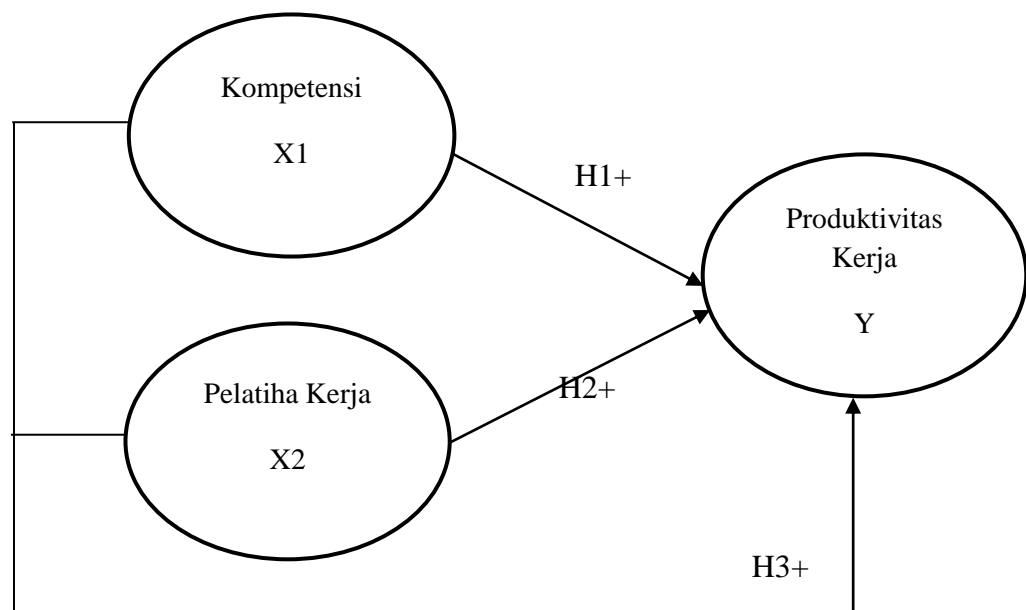 Kompetensi
X1
H1+
Produktivitas
Kerja
Y
Pelatiha Kerja
X2
H2+
H3+